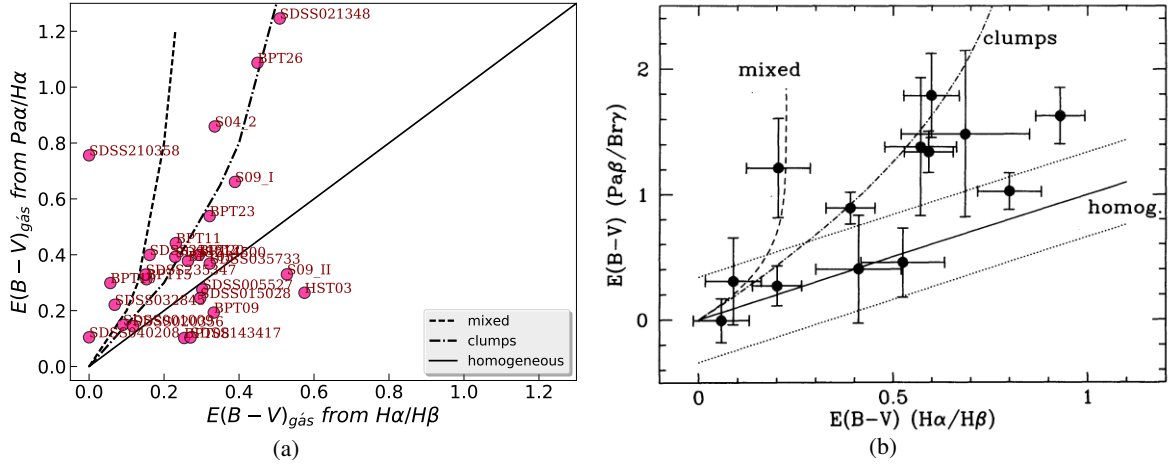 SDSS021348
BPT26
S04_2
SDSS210358
S09_I
BPT23
BPT11
SDSS035733
SDSS235347
S09_II
SDSS005527
HST03
SDSS015028
BPT09
SDSS040208
SDSS143417
1.2
1.0
0.8
0.6
0.4
0.2
0.0
0.0 0.2 0.4 0.6 0.8 1.0 1.2
E(B − V)gás from Paα/Hα
E(B − V)gás from Hα/Hβ
mixed
clumps
homogeneous
(a)
2
1
0
0 0.5 1
E(B−V) (Paβ/Brγ)
E(B−V) (Hα/Hβ)
mixed
clumps
homog.
(b)